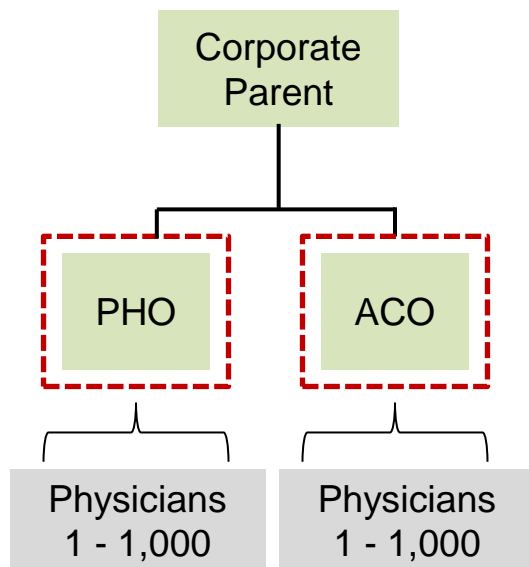 Corporate
Parent
PHO
ACO
Physicians
1 - 1,000
Physicians
1 - 1,000